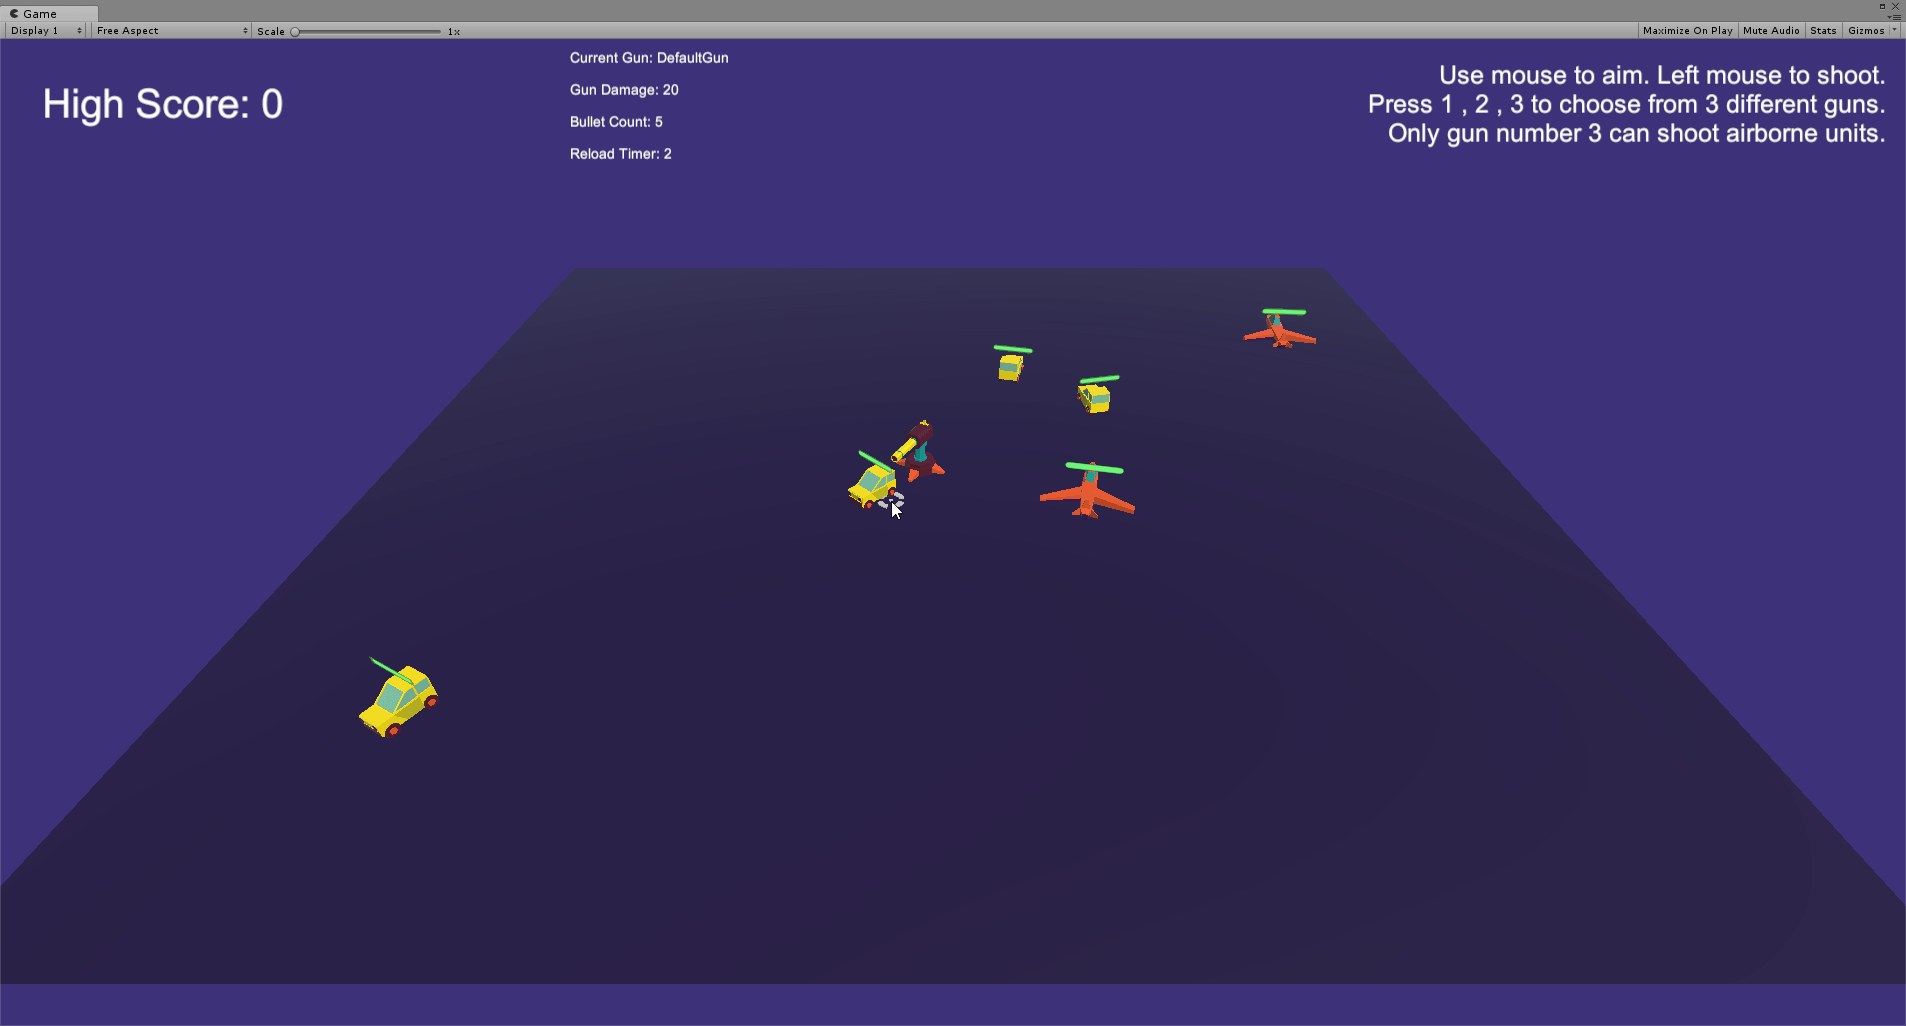 Game
Display 1
Free Aspect
Scale
1x
Maximize On Play
Mute Audio
Stats
Gizmos
High Score: 0
Current Gun: DefaultGun
Gun Damage: 20
Bullet Count: 5
Reload Timer: 2
Use mouse to aim. Left mouse to shoot.
Press 1 , 2 , 3 to choose from 3 different guns.
Only gun number 3 can shoot airborne units.